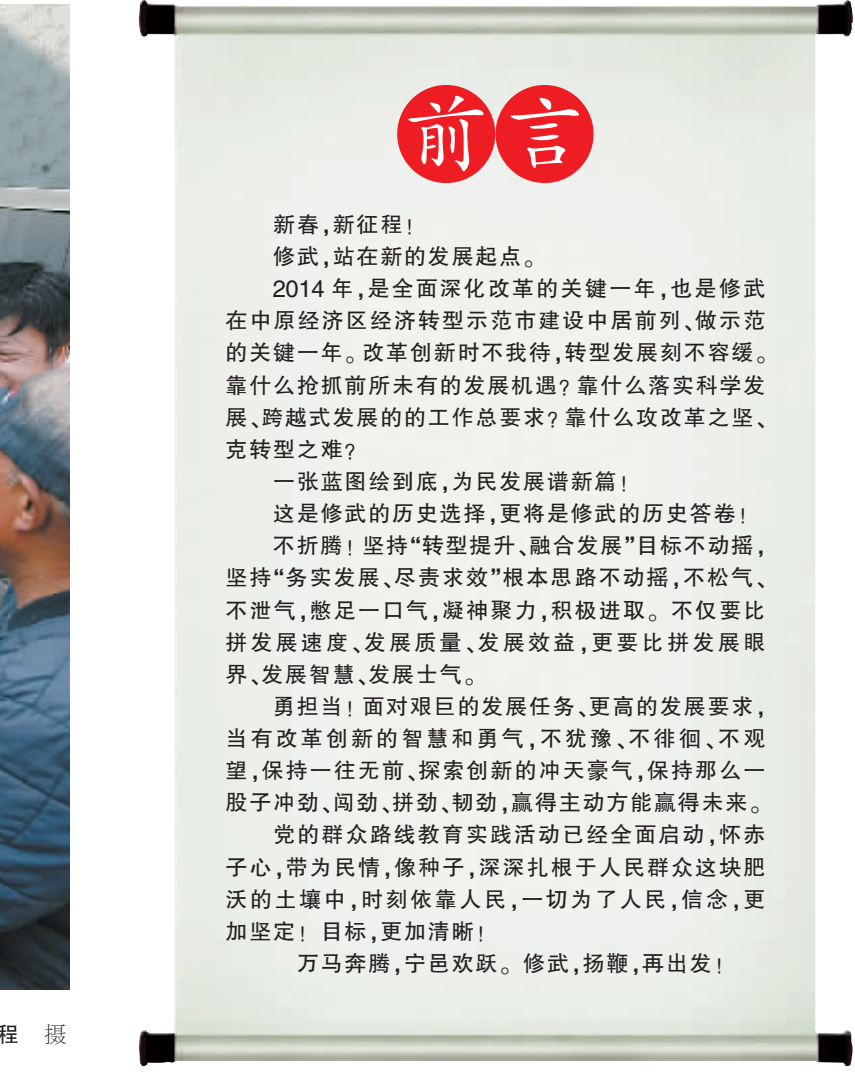 前言
新春,新征程!
修武,站在新的发展起点。
2014 年,是全面深化改革的关键一年,也是修武
在中原经济区经济转型示范市建设中居前列、做示范
的关键一年。改革创新时不我待,转型发展刻不容缓。
靠什么抢抓前所未有的发展机遇?靠什么落实科学发
展、跨越式发展的的工作总要求?靠什么攻改革之坚、
克转型之难?
一张蓝图绘到底,为民发展谱新篇!
这是修武的历史选择,更将是修武的历史答卷!
不折腾!坚持“转型提升、融合发展”目标不动摇,
坚持“务实发展、尽责求效”根本思路不动摇,不松气、
不泄气,憋足一口气,凝神聚力,积极进取。不仅要比
拼发展速度、发展质量、发展效益,更要比拼发展眼
界、发展智慧、发展士气。
勇担当!面对艰巨的发展任务、更高的发展要求,
当有改革创新的智慧和勇气,不犹豫、不徘徊、不观
望,保持一往无前、探索创新的冲天豪气,保持那么一
股子冲劲、闯劲、拼劲、韧劲,赢得主动方能赢得未来。
党的群众路线教育实践活动已经全面启动,怀赤
子心,带为民情,像种子,深深扎根于人民群众这块肥
沃的土壤中,时刻依靠人民,一切为了人民,信念,更
加坚定!目标,更加清晰!
万马奔腾,宁邑欢跃。修武,扬鞭,再出发!
程 摄